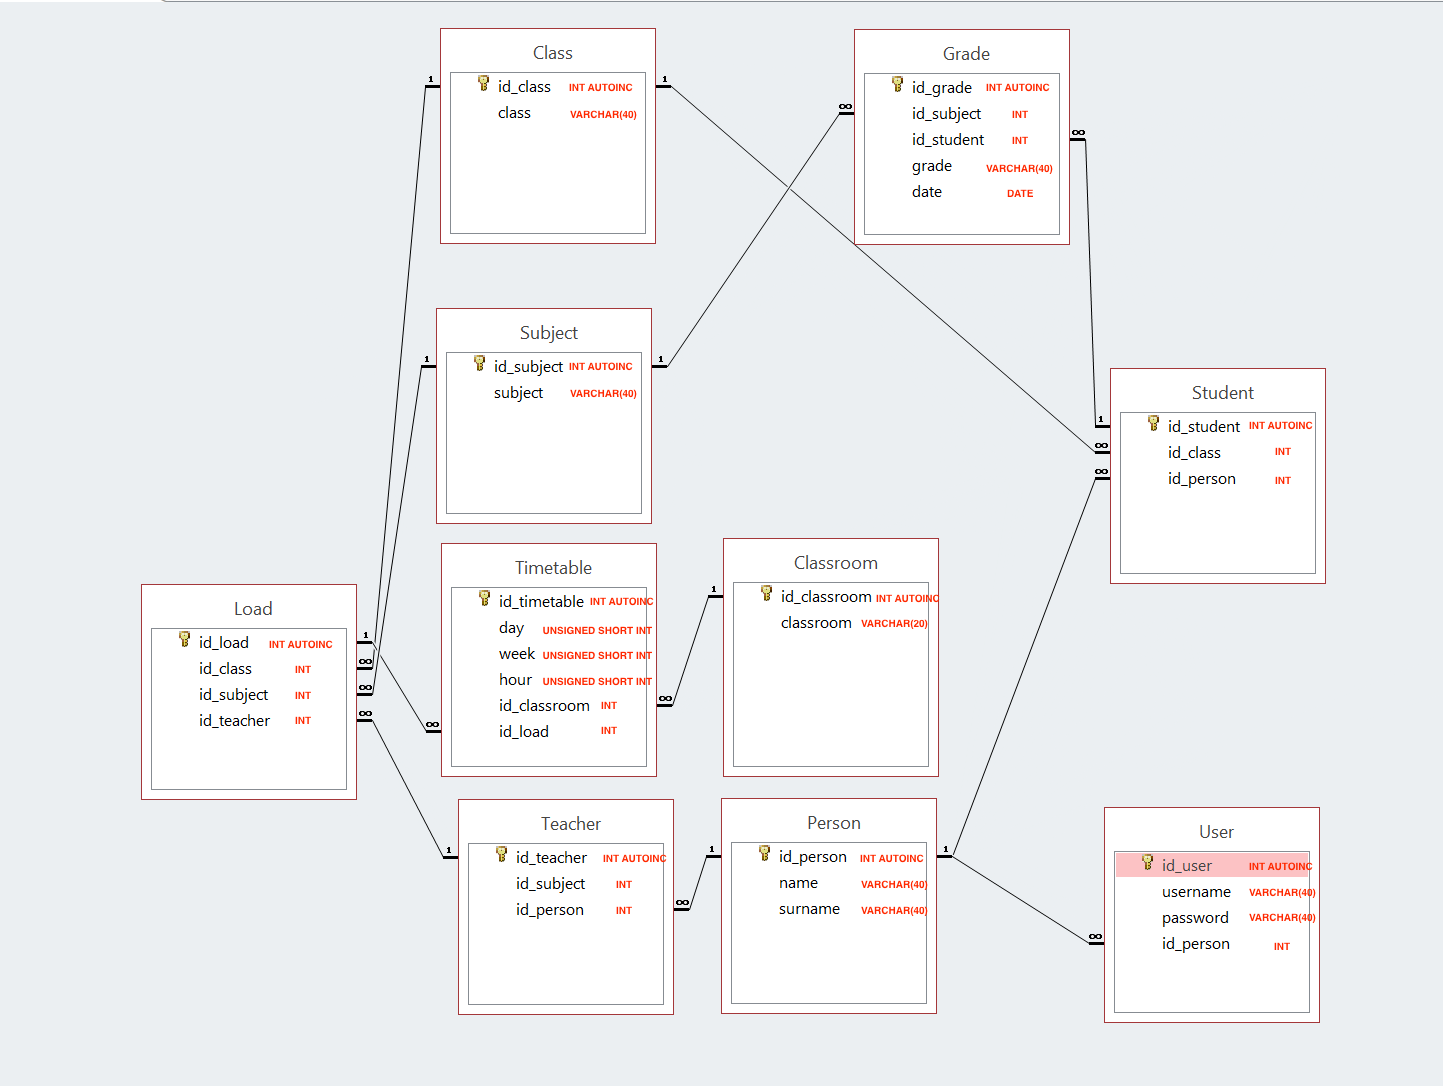 Class
1
id_class INT AUTOINC
1
class VARCHAR(40)
Grade
id_grade INT AUTOINC
∞
id_subject INT
∞
id_student INT
grade VARCHAR(40)
date DATE
Subject
1
id_subject INT AUTOINC
1
subject VARCHAR(40)
Student
1
id_student INT AUTOINC
∞
id_class INT
∞
id_person INT
Load
id_load INT AUTOINC
1
id_class INT
∞
id_subject INT
∞
id_teacher INT
∞
Timetable
id_timetable INT AUTOINC
day UNSIGNED SHORT INT
week UNSIGNED SHORT INT
hour UNSIGNED SHORT INT
id_classroom INT
∞
∞
id_load INT
Classroom
1
id_classroom INT AUTOINC
classroom VARCHAR(20)
Teacher
1
id_teacher INT AUTOINC
id_subject INT
id_person INT
∞
Person
1
id_person INT AUTOINC
1
name VARCHAR(40)
surname VARCHAR(40)
User
id_user INT AUTOINC
username VARCHAR(40)
password VARCHAR(40)
∞
id_person INT